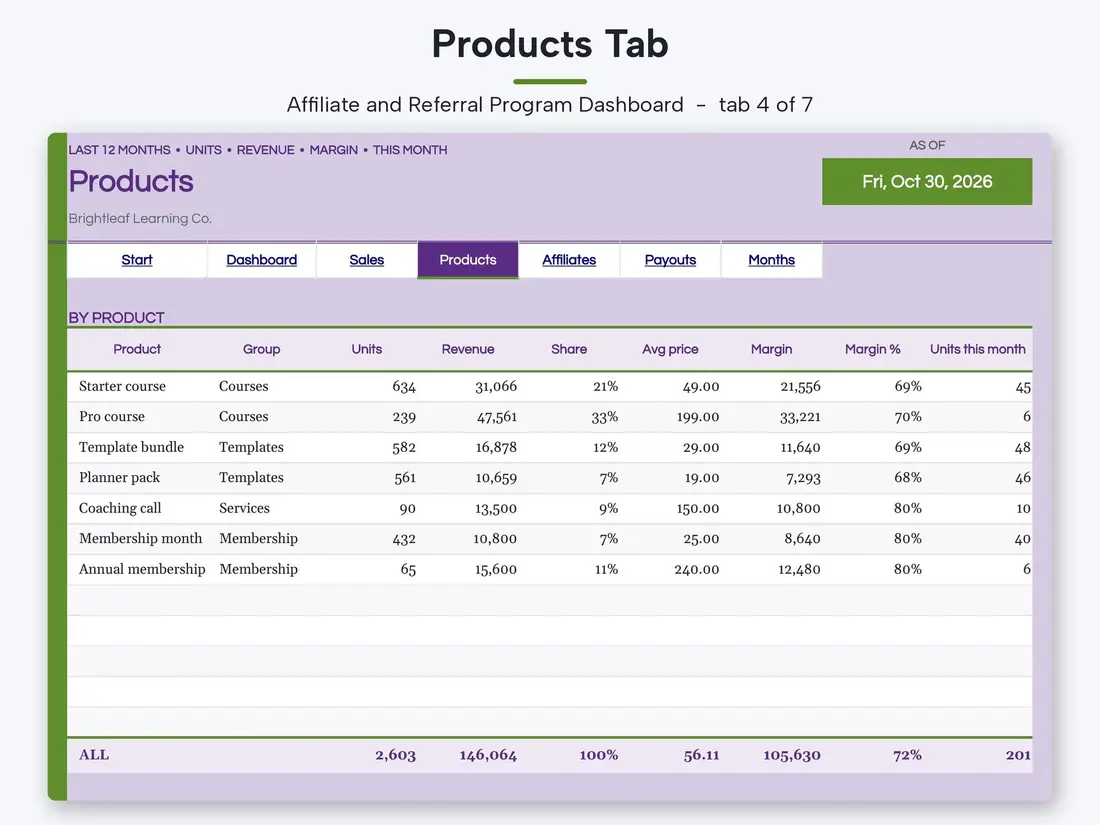 Products Tab
Affiliate and Referral Program Dashboard – tab 4 of 7
LAST 12 MONTHS • UNITS • REVENUE • MARGIN • THIS MONTH
AS OF
Products
Fri, Oct 30, 2026
Brightleaf Learning Co.
Start Dashboard Sales Products Affiliates Payouts Months
BY PRODUCT
Product Group Units Revenue Share Avg price Margin Margin % Units this month
Starter course Courses 634 31,066 21% 49.00 21,556 69% 45
Pro course Courses 239 47,561 33% 199.00 33,221 70% 6
Template bundle Templates 582 16,878 12% 29.00 11,640 69% 48
Planner pack Templates 561 10,659 7% 19.00 7,293 68% 46
Coaching call Services 90 13,500 9% 150.00 10,800 80% 10
Membership month Membership 432 10,800 7% 25.00 8,640 80% 40
Annual membership Membership 65 15,600 11% 240.00 12,480 80% 6
ALL 2,603 146,064 100% 56.11 105,630 72% 201